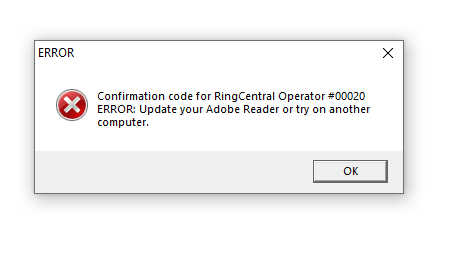 ERROR
Confirmation code for RingCentral Operator #00020
ERROR: Update your Adobe Reader or try on another
computer.
OK